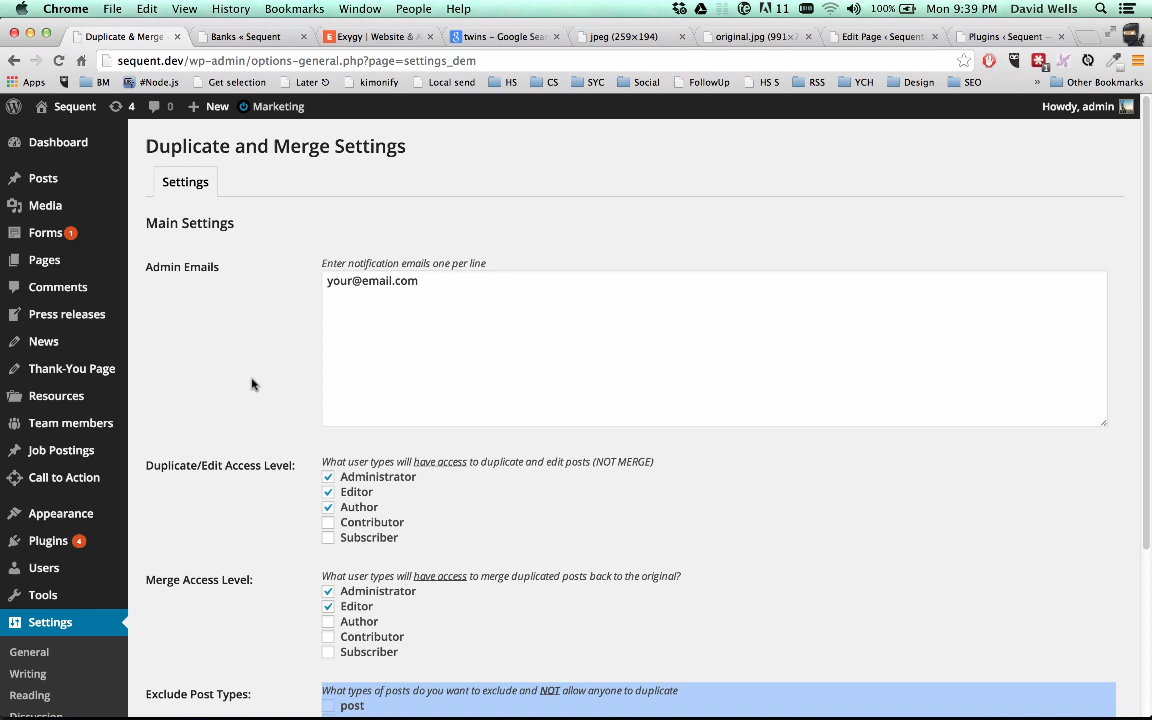 Chrome File Edit View History Bookmarks Window People Help 11 100% Mon 9:39 PM David Wells
Duplicate & Merge × Banks « Sequent × Exygy | Website & A × twins – Google Sear × jpeg (259×194) × original.jpg (991×7 × Edit Page ‹ Sequent × Plugins ‹ Sequent — ×
sequent.dev/wp-admin/options-general.php?page=settings_dem
Apps BM #Node.js Get selection Later kimonify Local send HS CS SYC Social FollowUp HS S RSS YCH Design SEO » Other Bookmarks
Sequent 4 0 + New Marketing Howdy, admin
Dashboard
Posts
Media
Forms 1
Pages
Comments
Press releases
News
Thank-You Page
Resources
Team members
Job Postings
Call to Action
Appearance
Plugins 4
Users
Tools
Settings
General
Writing
Reading
Discussion
Duplicate and Merge Settings
Settings
Main Settings
Admin Emails
Enter notification emails one per line
your@email.com
Duplicate/Edit Access Level:
What user types will have access to duplicate and edit posts (NOT MERGE)
Administrator
Editor
Author
Contributor
Subscriber
Merge Access Level:
What user types will have access to merge duplicated posts back to the original?
Administrator
Editor
Author
Contributor
Subscriber
Exclude Post Types:
What types of posts do you want to exclude and NOT allow anyone to duplicate
post